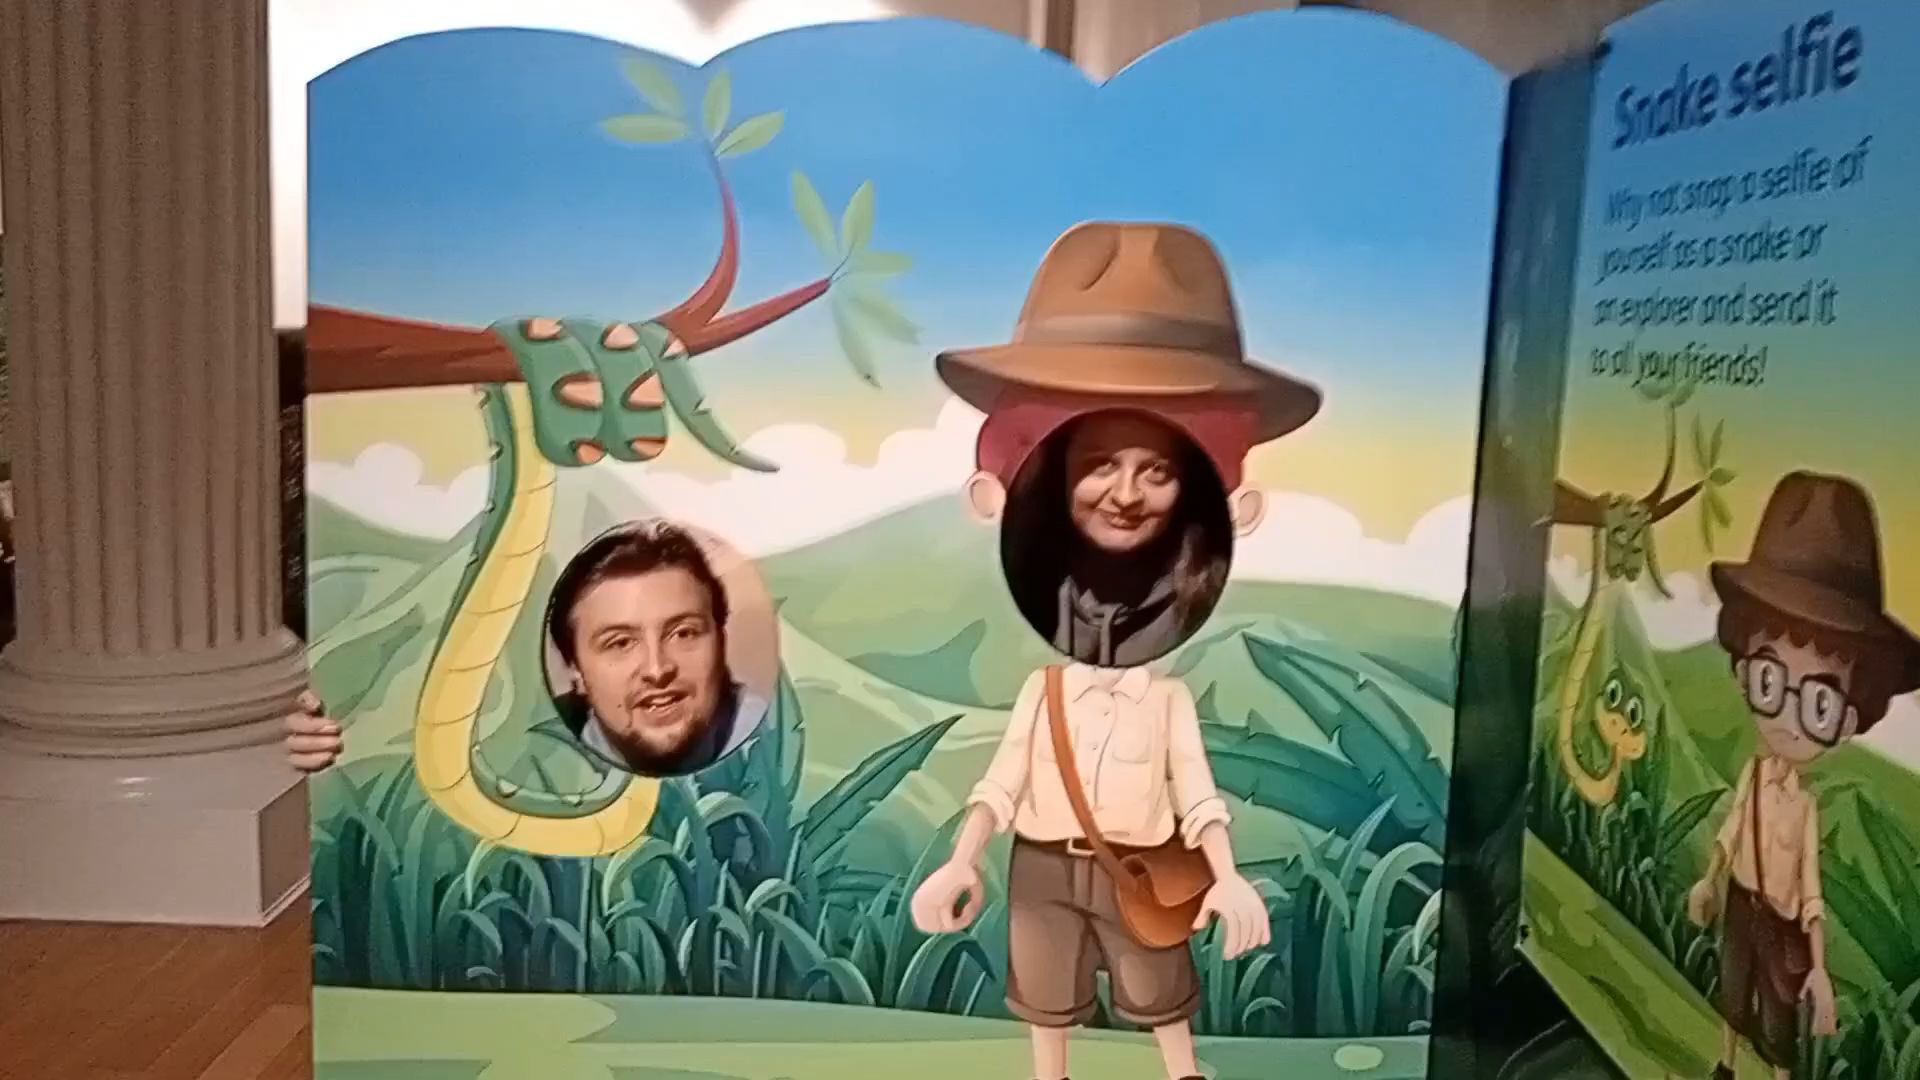 Snake selfie
Why not snap a selfie of
yourself as a snake or
an explorer and send it
to all your friends!